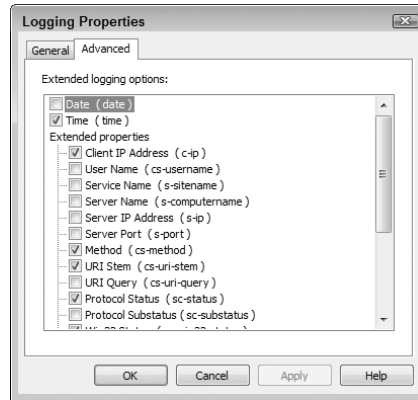 Logging Properties
General Advanced
Extended logging options:
Date ( date )
Time ( time )
Extended properties
Client IP Address ( c-ip )
User Name ( cs-username )
Service Name ( s-sitename )
Server Name ( s-computername )
Server IP Address ( s-ip )
Server Port ( s-port )
Method ( cs-method )
URI Stem ( cs-uri-stem )
URI Query ( cs-uri-query )
Protocol Status ( sc-status )
Protocol Substatus ( sc-substatus )
OK Cancel Apply Help